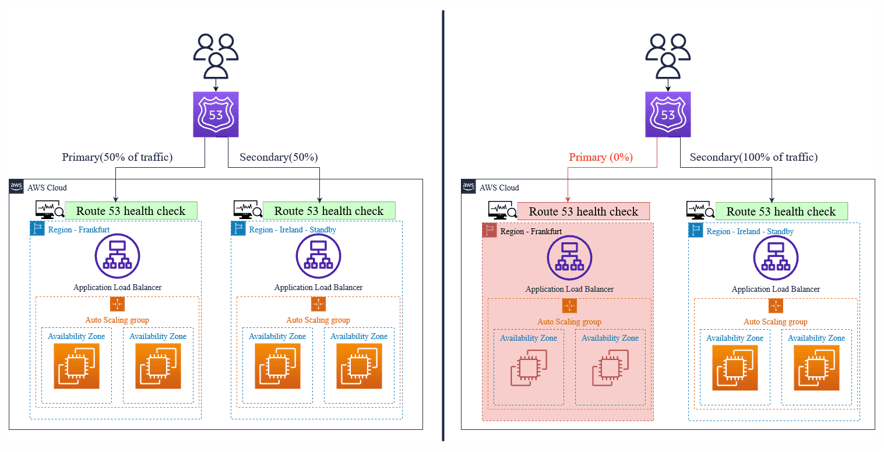 53
Primary(50% of traffic)
Secondary(50%)
aws
AWS Cloud
Route 53 health check
Route 53 health check
Region - Frankfurt
Region - Ireland - Standby
Application Load Balancer
Application Load Balancer
Auto Scaling group
Auto Scaling group
Availability Zone
Availability Zone
Availability Zone
Availability Zone
53
Primary (0%)
Secondary(100% of traffic)
aws
AWS Cloud
Route 53 health check
Route 53 health check
Region - Frankfurt
Region - Ireland - Standby
Application Load Balancer
Application Load Balancer
Auto Scaling group
Auto Scaling group
Availability Zone
Availability Zone
Availability Zone
Availability Zone